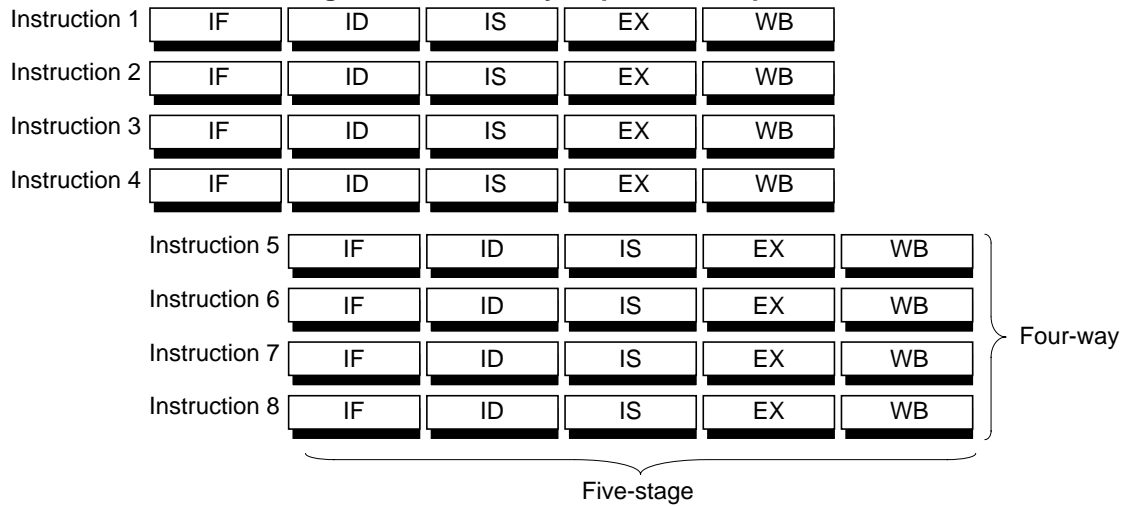 Instruction 1 IF ID IS EX WB
Instruction 2 IF ID IS EX WB
Instruction 3 IF ID IS EX WB
Instruction 4 IF ID IS EX WB
Instruction 5 IF ID IS EX WB
Instruction 6 IF ID IS EX WB
Instruction 7 IF ID IS EX WB
Instruction 8 IF ID IS EX WB
Four-way
Five-stage